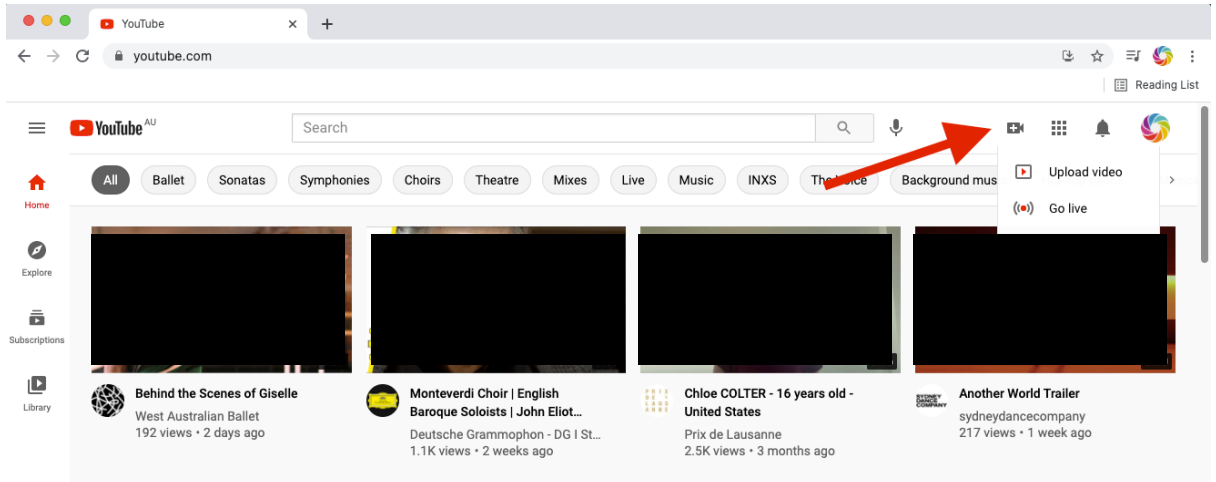 YouTube
youtube.com
Reading List
YouTube AU
Search
All Ballet Sonatas Symphonies Choirs Theatre Mixes Live Music INXS The Voice Background mus
Upload video
Go live
Home
Explore
Subscriptions
Library
Behind the Scenes of Giselle
West Australian Ballet
192 views • 2 days ago
Monteverdi Choir | English
Baroque Soloists | John Eliot...
Deutsche Grammophon - DG I St...
1.1K views • 2 weeks ago
Chloe COLTER - 16 years old -
United States
Prix de Lausanne
2.5K views • 3 months ago
SYDNEY
DANCE
COMPANY
Another World Trailer
sydneydancecompany
217 views • 1 week ago